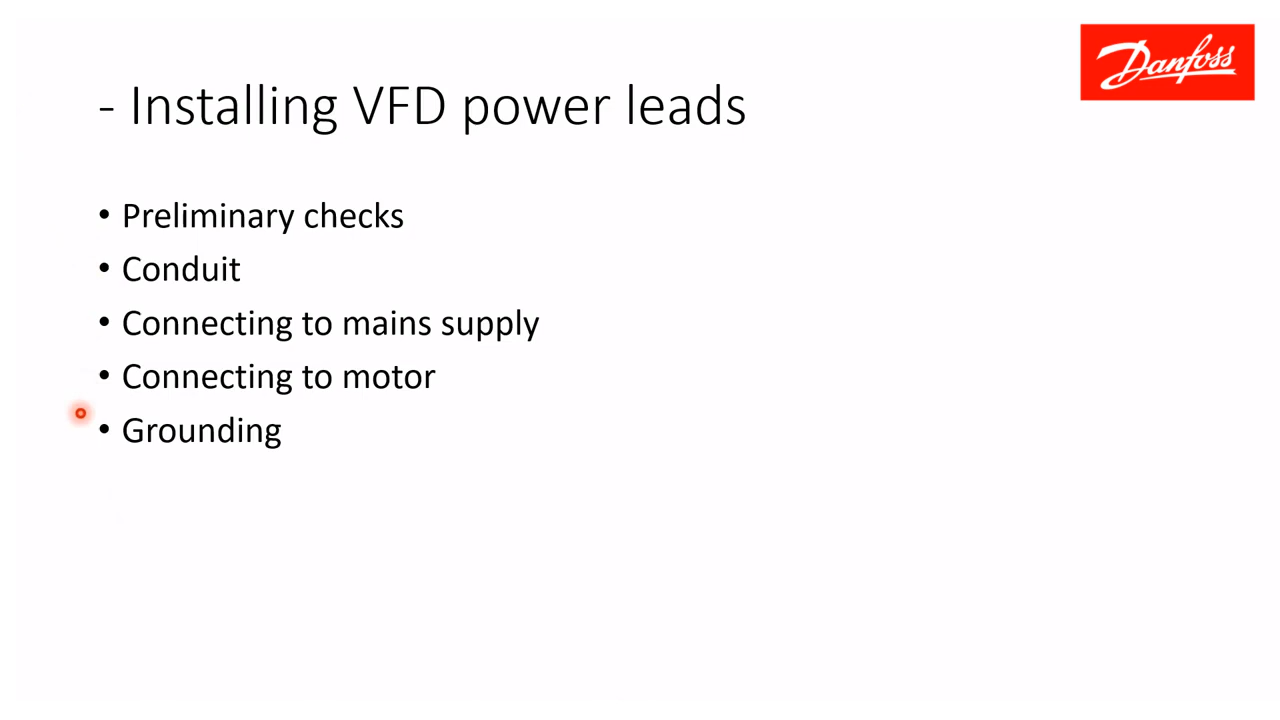 Danfoss
- Installing VFD power leads
• Preliminary checks
• Conduit
• Connecting to mains supply
• Connecting to motor
• Grounding